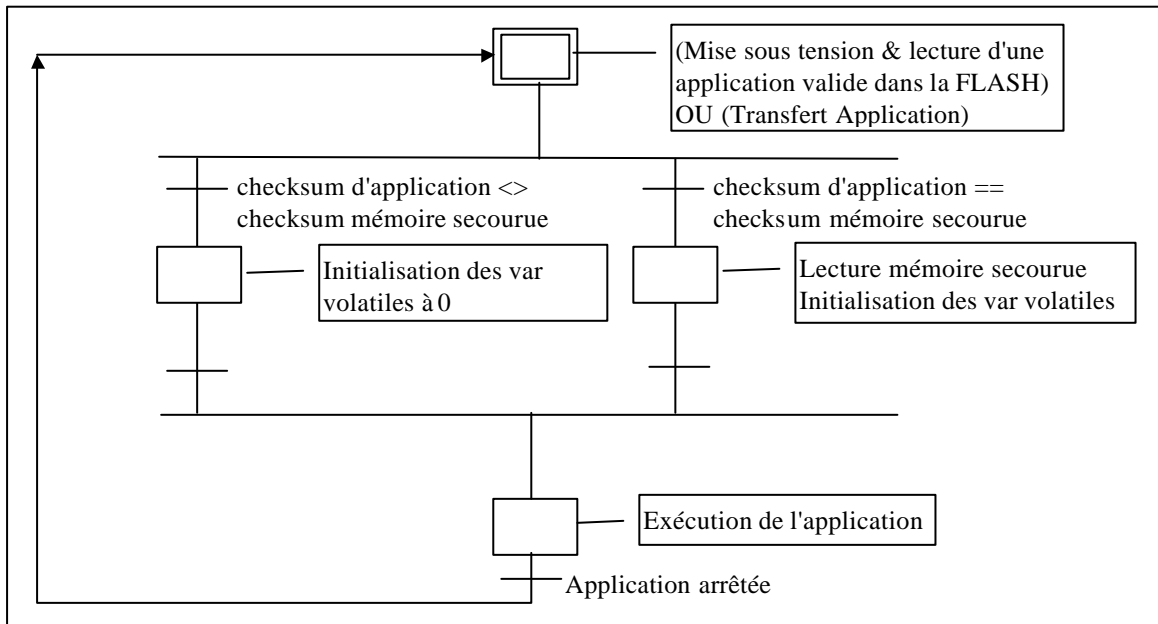 (Mise sous tension & lecture d'une
application valide dans la FLASH)
OU (Transfert Application)
checksum d'application <>
checksum mémoire secourue
checksum d'application ==
checksum mémoire secourue
Initialisation des var
volatiles à 0
Lecture mémoire secourue
Initialisation des var volatiles
Exécution de l'application
Application arrêtée